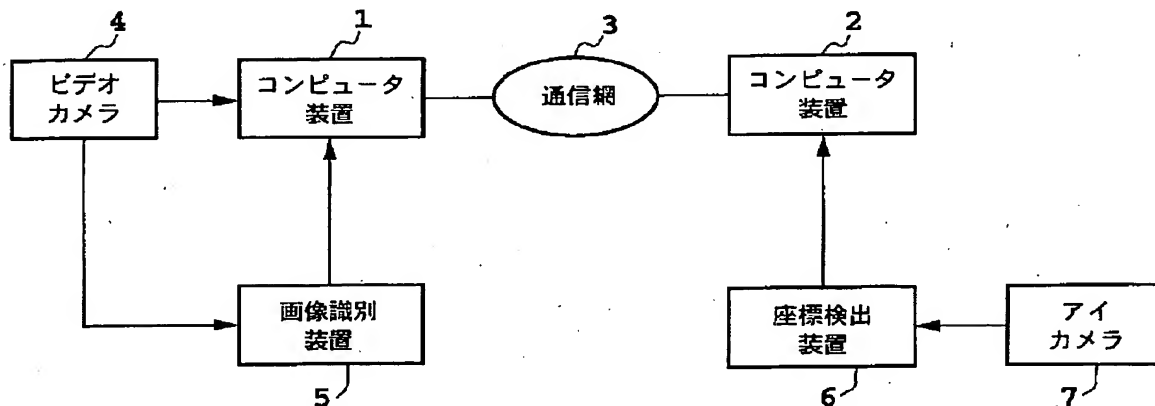 4
1
3
2
ビデオ
カメラ
コンピュータ
装置
通信網
コンピュータ
装置
画像識別
装置
座標検出
装置
アイ
カメラ
5
6
7